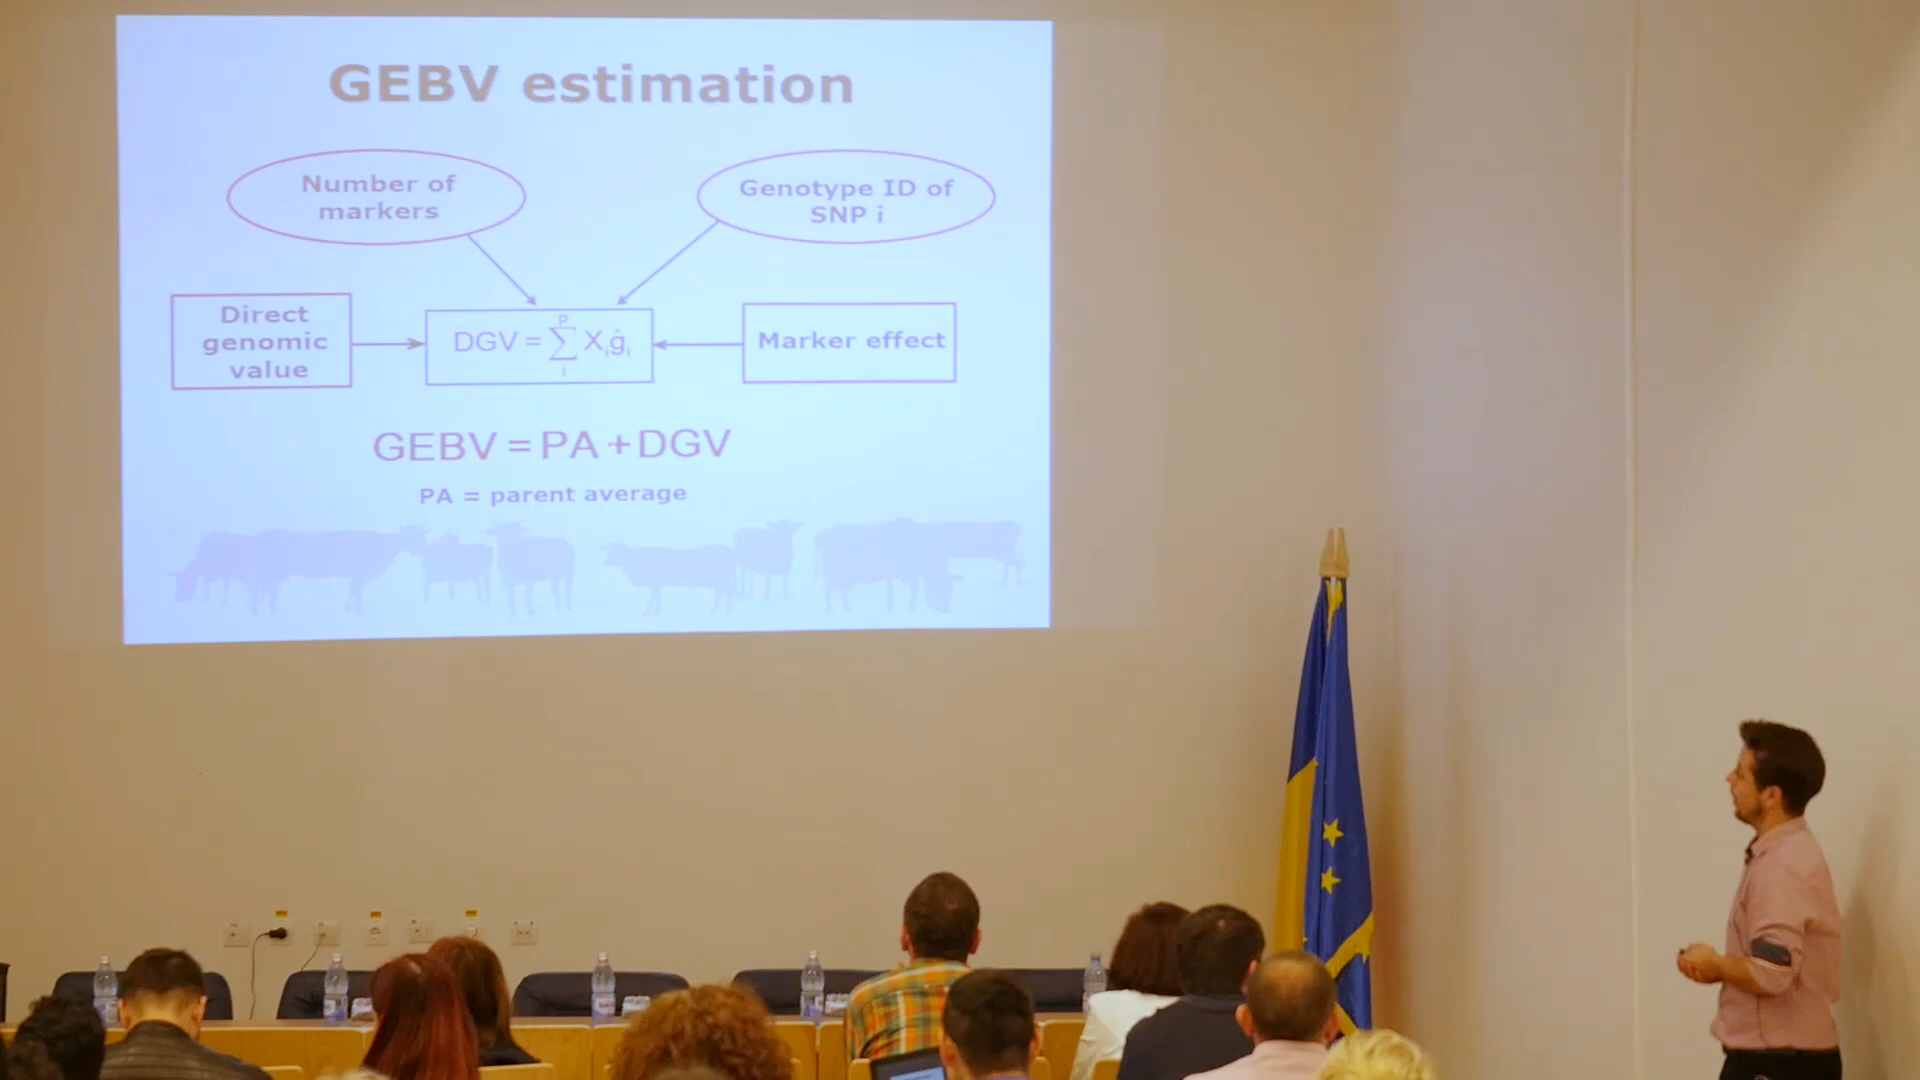 GEBV estimation
Number of
markers
Genotype ID of
SNP i
Direct
genomic
value
p
DGV = ∑ Xᵢĝᵢ
i
Marker effect
GEBV = PA + DGV
PA = parent average